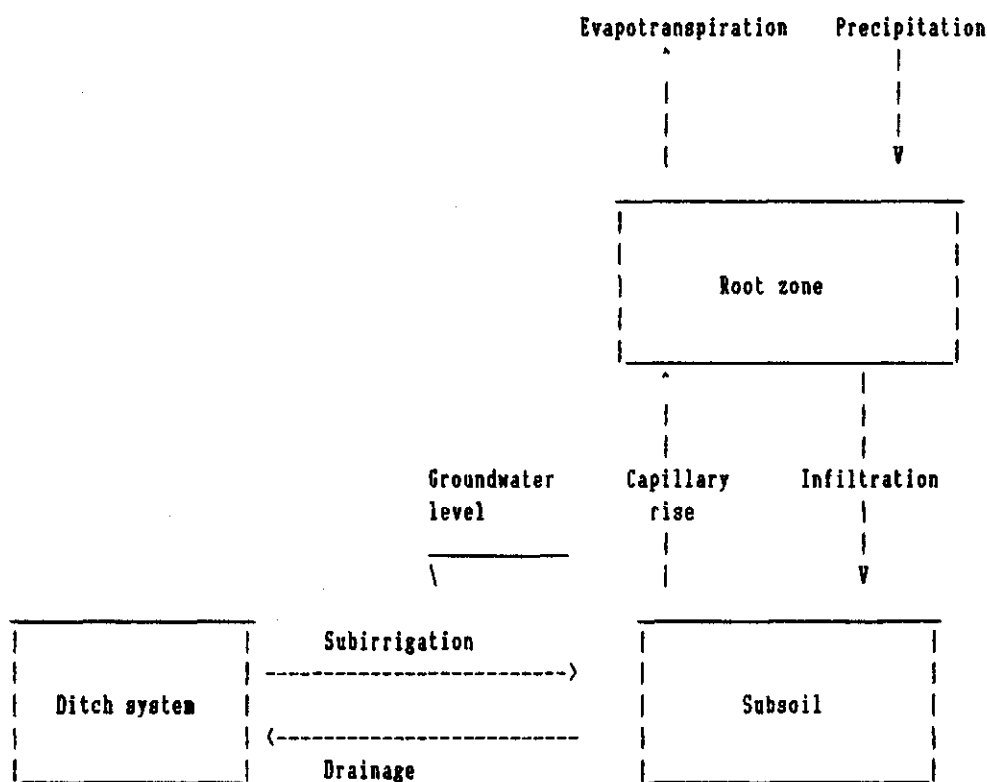 Evapotranspiration Precipitation
Root zone
Groundwater Capillary Infiltration
level rise
Subirrigation
Ditch system Subsoil
Drainage